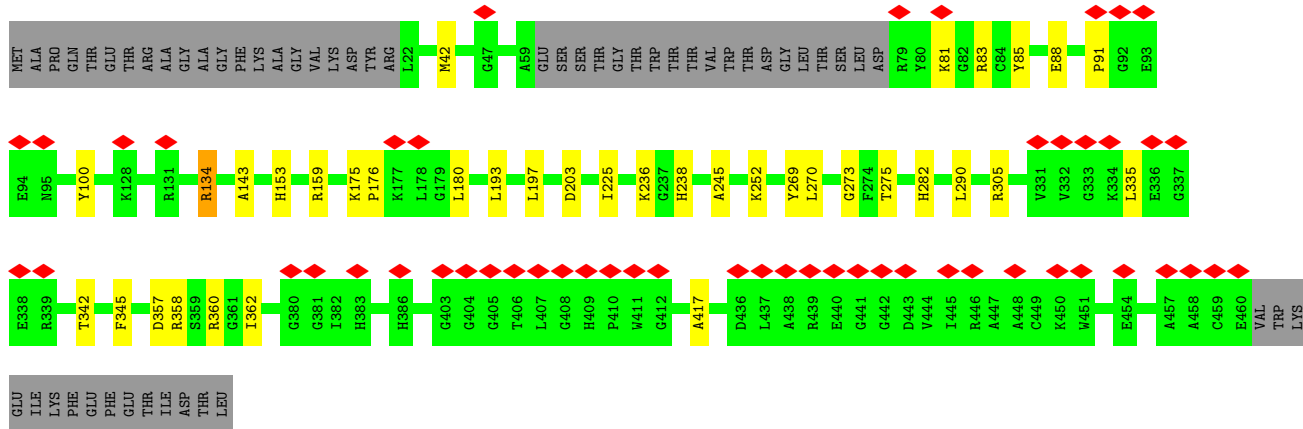 MET ALA PRO GLN THR GLU THR ARG ALA GLY ALA GLY PHE LYS ALA GLY VAL LYS ASP TYR ARG L22 M42 G47 A59 GLU SER SER THR GLY THR TRP THR THR VAL TRP THR ASP GLY LEU THR SER LEU ASP R79 Y80 K81 G82 R83 C84 Y85 E88 P91 G92 E93
E94 N95 Y100 K128 R131 R134 A143 H153 R159 K175 P176 K177 L178 G179 L180 L193 L197 D203 I225 K236 G237 H238 A245 K252 Y269 L270 G273 F274 T275 H282 L290 R305 V331 V332 G333 K334 L335 E336 G337
E338 R339 T342 F345 D357 R358 S359 R360 G361 I362 G380 G381 I382 H383 H386 G403 G404 G405 T406 L407 G408 H409 P410 W411 G412 A417 D436 L437 A438 R439 E440 G441 G442 D443 V444 I445 R446 A447 A448 C449 K450 W451 E454 A457 A458 C459 E460 VAL TRP LYS
GLU ILE LYS PHE GLU PHE GLU THR ILE ASP THR LEU